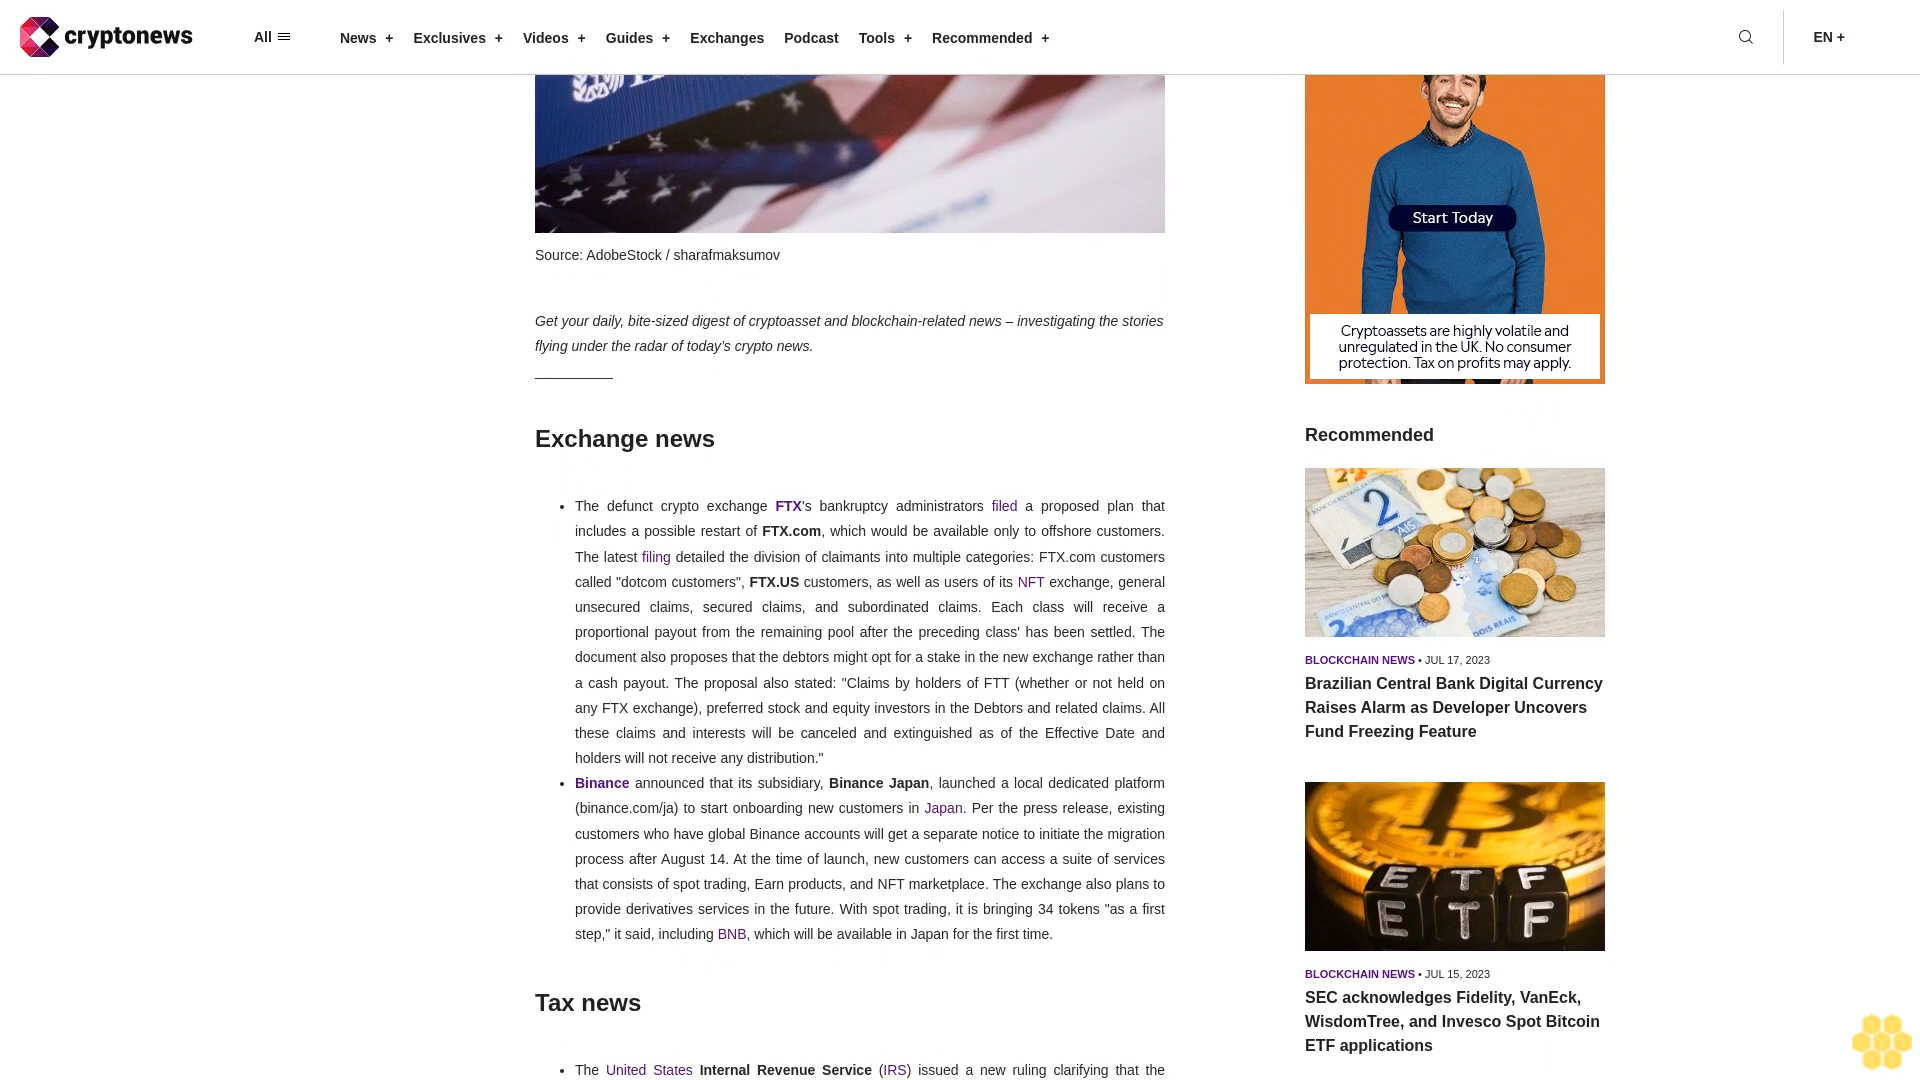 cryptonews
All
News +
Exclusives +
Videos +
Guides +
Exchanges
Podcast
Tools +
Recommended +
EN +
Source: AdobeStock / sharafmaksumov
Get your daily, bite-sized digest of cryptoasset and blockchain-related news – investigating the stories
flying under the radar of today’s crypto news.
__________
Exchange news
• The defunct crypto exchange FTX's bankruptcy administrators filed a proposed plan that
includes a possible restart of FTX.com, which would be available only to offshore customers.
The latest filing detailed the division of claimants into multiple categories: FTX.com customers
called "dotcom customers", FTX.US customers, as well as users of its NFT exchange, general
unsecured claims, secured claims, and subordinated claims. Each class will receive a
proportional payout from the remaining pool after the preceding class' has been settled. The
document also proposes that the debtors might opt for a stake in the new exchange rather than
a cash payout. The proposal also stated: "Claims by holders of FTT (whether or not held on
any FTX exchange), preferred stock and equity investors in the Debtors and related claims. All
these claims and interests will be canceled and extinguished as of the Effective Date and
holders will not receive any distribution."
• Binance announced that its subsidiary, Binance Japan, launched a local dedicated platform
(binance.com/ja) to start onboarding new customers in Japan. Per the press release, existing
customers who have global Binance accounts will get a separate notice to initiate the migration
process after August 14. At the time of launch, new customers can access a suite of services
that consists of spot trading, Earn products, and NFT marketplace. The exchange also plans to
provide derivatives services in the future. With spot trading, it is bringing 34 tokens "as a first
step," it said, including BNB, which will be available in Japan for the first time.
Tax news
• The United States Internal Revenue Service (IRS) issued a new ruling clarifying that the
Start Today
Cryptoassets are highly volatile and
unregulated in the UK. No consumer
protection. Tax on profits may apply.
Recommended
2
REAIS
DOIS REAIS
BLOCKCHAIN NEWS • JUL 17, 2023
Brazilian Central Bank Digital Currency
Raises Alarm as Developer Uncovers
Fund Freezing Feature
E T F
E T F
BLOCKCHAIN NEWS • JUL 15, 2023
SEC acknowledges Fidelity, VanEck,
WisdomTree, and Invesco Spot Bitcoin
ETF applications